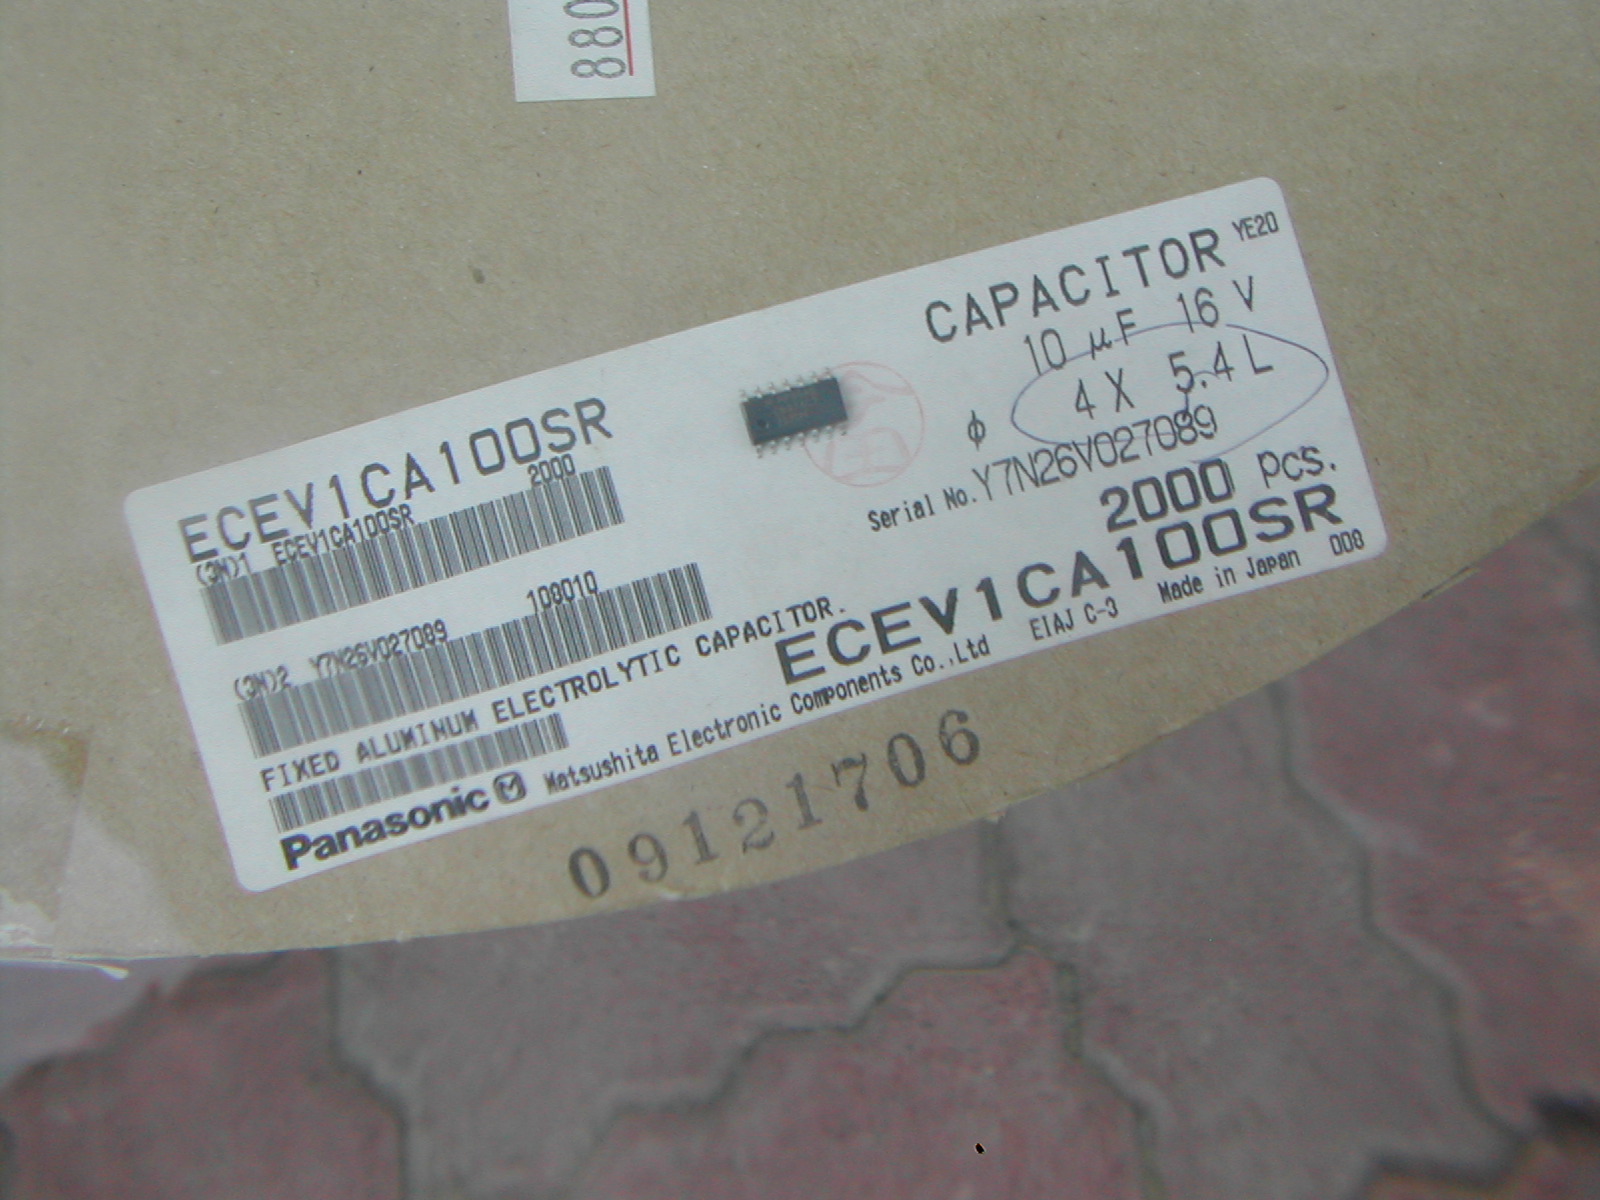 880
CAPACITOR YE20
10 μF 16 V
φ 4 X 5.4 L
Serial No. Y7N26V027089
2000 pcs.
ECEV1CA100SR
2000
(3N)1 ECEV1CA100SR
108010
(3N)2 Y7N26V027089
FIXED ALUMINUM ELECTROLYTIC CAPACITOR.
ECEV1CA100SR
Panasonic M Matsushita Electronic Components Co.,Ltd EIAJ C-3 Made in Japan 008
09121706